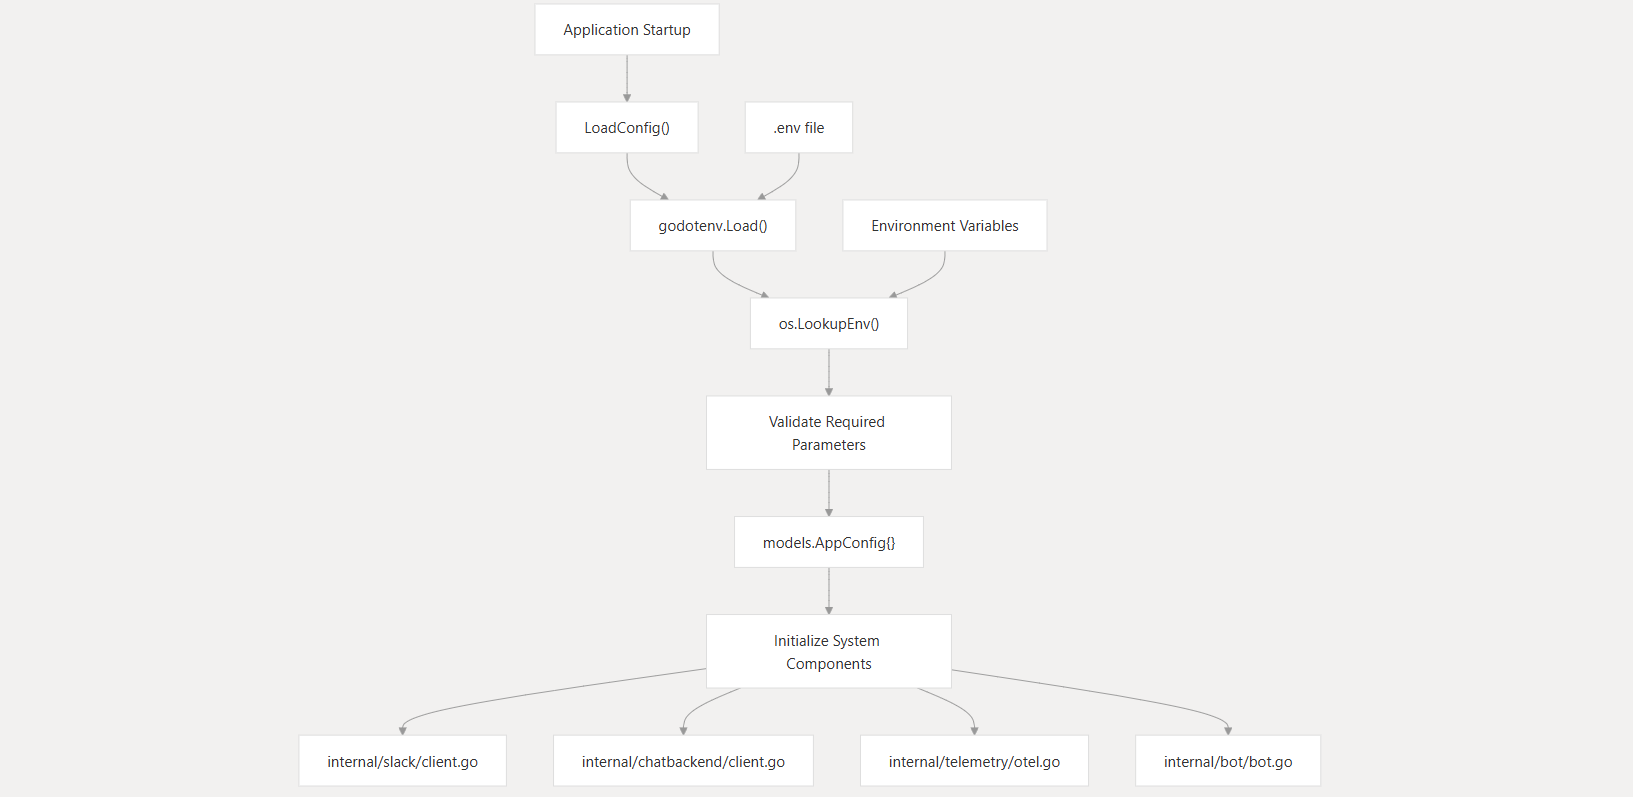 Application Startup
LoadConfig()
.env file
godotenv.Load()
Environment Variables
os.LookupEnv()
Validate Required
Parameters
models.AppConfig{}
Initialize System
Components
internal/slack/client.go
internal/chatbackend/client.go
internal/telemetry/otel.go
internal/bot/bot.go